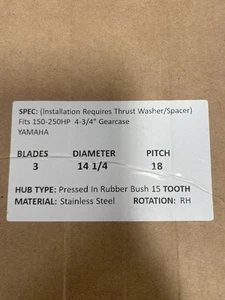 SPEC: (Installation Requires Thrust Washer/Spacer)
Fits 150-250HP 4-3/4" Gearcase
YAMAHA
BLADES DIAMETER PITCH
3 14 1/4 18
HUB TYPE: Pressed In Rubber Bush 15 TOOTH
MATERIAL: Stainless Steel ROTATION: RH